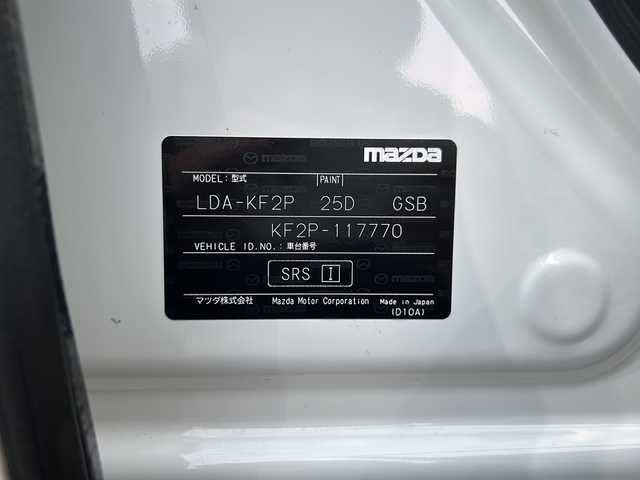 mazda
MODEL: 型式 PAINT
LDA-KF2P 25D GSB
KF2P-117770
VEHICLE ID.NO.: 車台番号
SRS I
マツダ株式会社 Mazda Motor Corporation Made in Japan
(D10A)